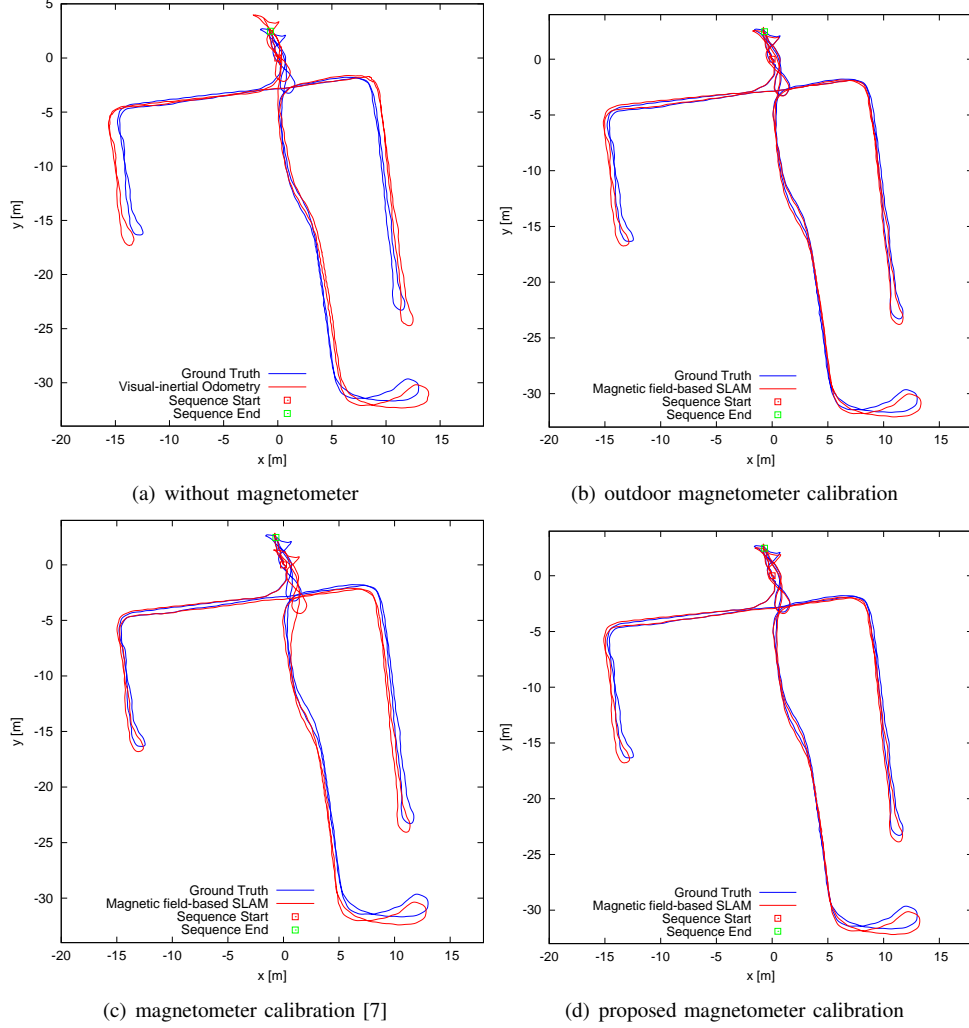 5
0
-5
-10
-15
-20
-25
-30
y [m]
Ground Truth
Visual-inertial Odometry
Sequence Start
Sequence End
-20 -15 -10 -5 0 5 10 15
x [m]
(a) without magnetometer
0
-5
-10
-15
-20
-25
-30
y [m]
Ground Truth
Magnetic field-based SLAM
Sequence Start
Sequence End
-20 -15 -10 -5 0 5 10 15
x [m]
(b) outdoor magnetometer calibration
0
-5
-10
-15
-20
-25
-30
y [m]
Ground Truth
Magnetic field-based SLAM
Sequence Start
Sequence End
-20 -15 -10 -5 0 5 10 15
x [m]
(c) magnetometer calibration [7]
0
-5
-10
-15
-20
-25
-30
y [m]
Ground Truth
Magnetic field-based SLAM
Sequence Start
Sequence End
-20 -15 -10 -5 0 5 10 15
x [m]
(d) proposed magnetometer calibration